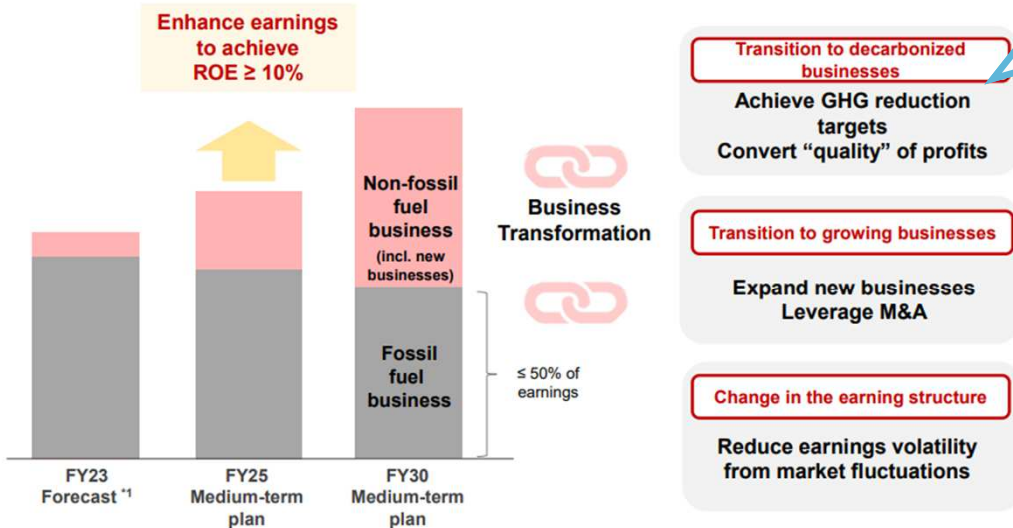 Enhance earnings
to achieve
ROE ≥ 10%
Non-fossil
fuel
business
(incl. new
businesses)
Fossil
fuel
business
≤ 50% of
earnings
FY23
Forecast *1
FY25
Medium-term
plan
FY30
Medium-term
plan
Business
Transformation
Transition to decarbonized
businesses
Achieve GHG reduction
targets
Convert “quality” of profits
Transition to growing businesses
Expand new businesses
Leverage M&A
Change in the earning structure
Reduce earnings volatility
from market fluctuations